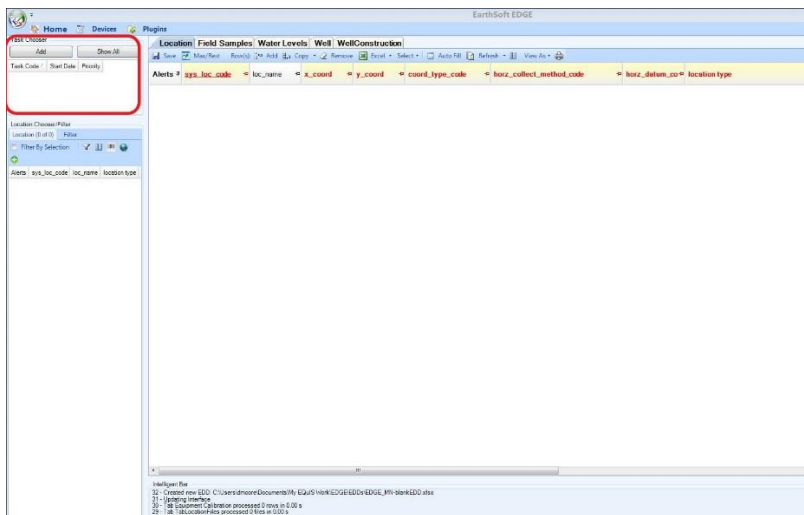 EarthSoft EDGE
Home Devices Plugins
Task Chooser
Add Show All
Task Code Start Date Priority
Location Chooser/Filter
Location (0 of 0) Filter
Filter By Selection
Alerts sys_loc_code loc_name location type
Location Field Samples Water Levels Well WellConstruction
Save Max/Rest Row(s): Add Copy Remove Excel Select Auto Fill Refresh View As
Alerts sys_loc_code loc_name x_coord y_coord coord_type_code horz_collect_method_code horz_datum_co location type
Intelligent Bar
32 - Created new EDD: C:\Users\dmoore\Documents\My EQuIS Work\EDGE\EDDs\EDGE_MN-blankEDD.xlsx
31 - Updating Interface
30 - Tab Equipment Calibration processed 0 rows in 0.00 s
29 - Tab TabLocationFiles processed 0 files in 0.00 s